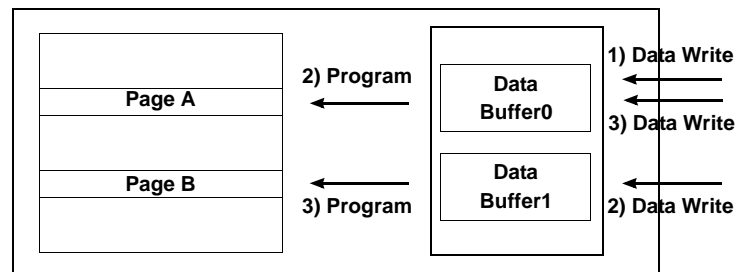 1) Data Write
2) Program
Data
Buffer0
Page A
3) Data Write
Page B
Data
Buffer1
3) Program
2) Data Write